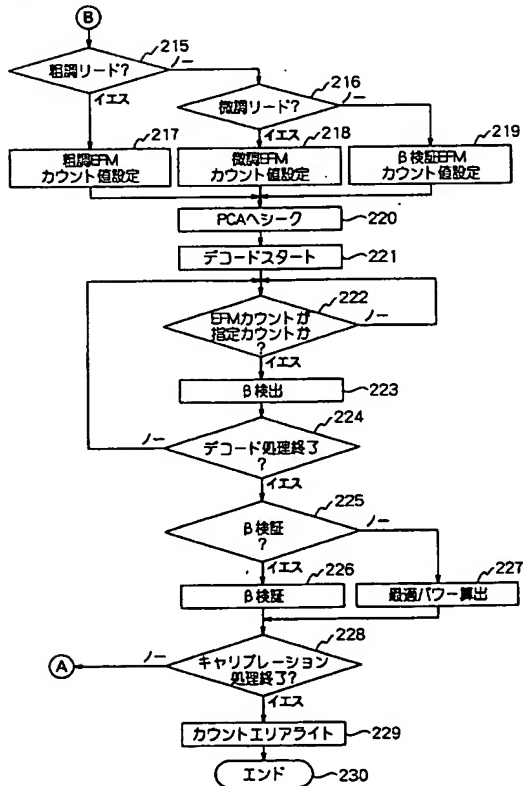 B
215
粗調リード?
ノー
イエス
216
微調リード?
ノー
イエス
217
粗調EFM
カウント値設定
218
微調EFM
カウント値設定
219
β検証EFM
カウント値設定
PCAへシーク
220
デコードスタート
221
222
EFMカウントが
指定カウントか
?
ノー
イエス
β検出
223
224
デコード処理終了
?
ノー
イエス
225
β検証
?
ノー
イエス
226
β検証
227
最適パワー算出
228
キャリブレーション
処理終了?
ノー
A
イエス
カウントエリアライト
229
エンド
230